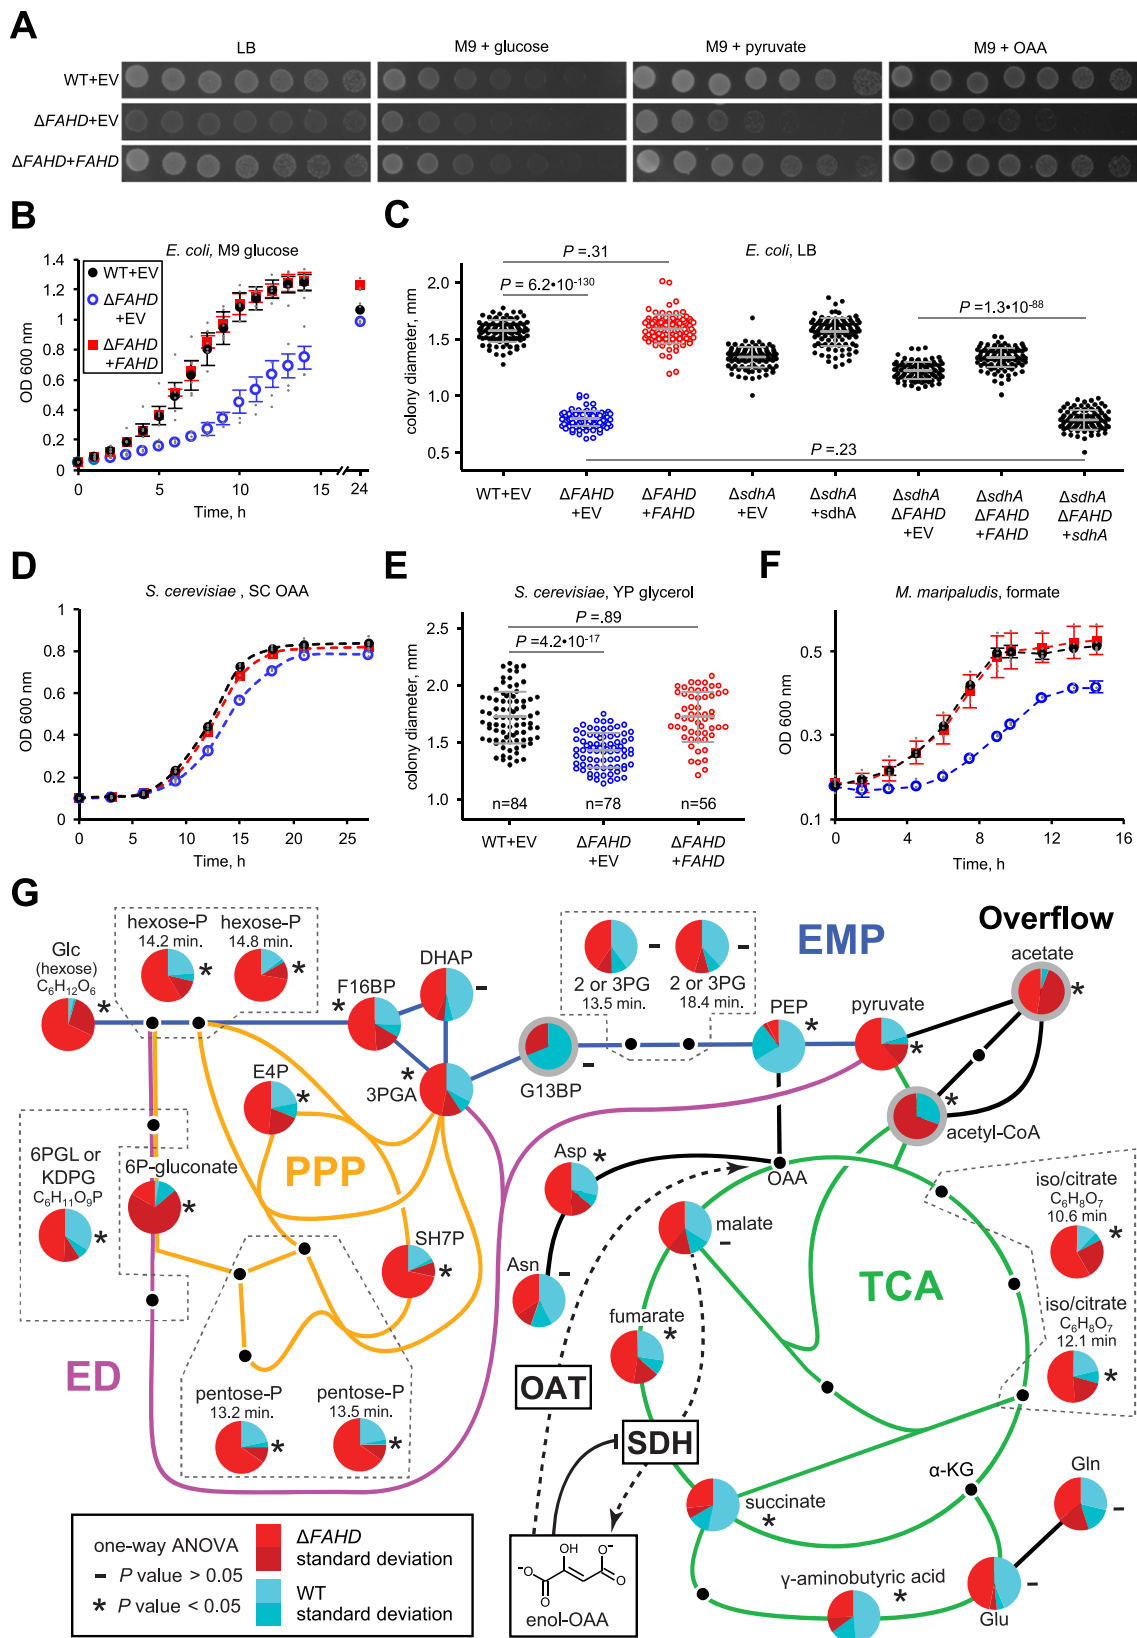 A
LB
M9 + glucose
M9 + pyruvate
M9 + OAA
WT+EV
ΔFAHD+EV
ΔFAHD+FAHD
B
E. coli, M9 glucose
OD 600 nm
1.4
1.2
1
0.8
0.6
0.4
0.2
0
WT+EV
ΔFAHD
+EV
ΔFAHD
+FAHD
0
5
10
15
24
Time, h
C
E. coli, LB
colony diameter, mm
2.0
1.5
1.0
0.5
P =.31
P = 6.2•10-130
P =1.3•10-88
P =.23
WT+EV
ΔFAHD
+EV
ΔFAHD
+FAHD
ΔsdhA
+EV
ΔsdhA
+sdhA
ΔsdhA
ΔFAHD
+EV
ΔsdhA
ΔFAHD
+FAHD
ΔsdhA
ΔFAHD
+sdhA
D
S. cerevisiae , SC OAA
OD 600 nm
1
0.8
0.6
0.4
0.2
0
0
5
10
15
20
25
Time, h
E
S. cerevisiae, YP glycerol
colony diameter, mm
2.5
2.0
1.5
1.0
P =.89
P =4.2•10-17
n=84
n=78
n=56
WT+EV
ΔFAHD
+EV
ΔFAHD
+FAHD
F
M. maripaludis, formate
OD 600 nm
0.5
0.3
0.1
0
4
8
12
16
Time, h
G
hexose-P
14.2 min.
hexose-P
14.8 min.
Glc
(hexose)
C6H12O6
*
*
*
F16BP
*
DHAP
–
2 or 3PG
13.5 min.
–
2 or 3PG
18.4 min.
–
EMP
Overflow
acetate
*
PEP
*
pyruvate
*
G13BP
–
3PGA
*
E4P
*
acetyl-CoA
*
6PGL or
KDPG
C6H11O9P
*
6P-gluconate
*
PPP
Asp
*
OAA
iso/citrate
C6H8O7
10.6 min
*
malate
–
SH7P
*
Asn
–
TCA
iso/citrate
C6H8O7
12.1 min
*
fumarate
*
ED
OAT
pentose-P
13.2 min.
*
pentose-P
13.5 min.
*
SDH
α-KG
Gln
–
succinate
*
γ-aminobutyric acid
*
Glu
–
one-way ANOVA
– P value > 0.05
* P value < 0.05
ΔFAHD
standard deviation
WT
standard deviation
OH
O-
-O
O
O
enol-OAA